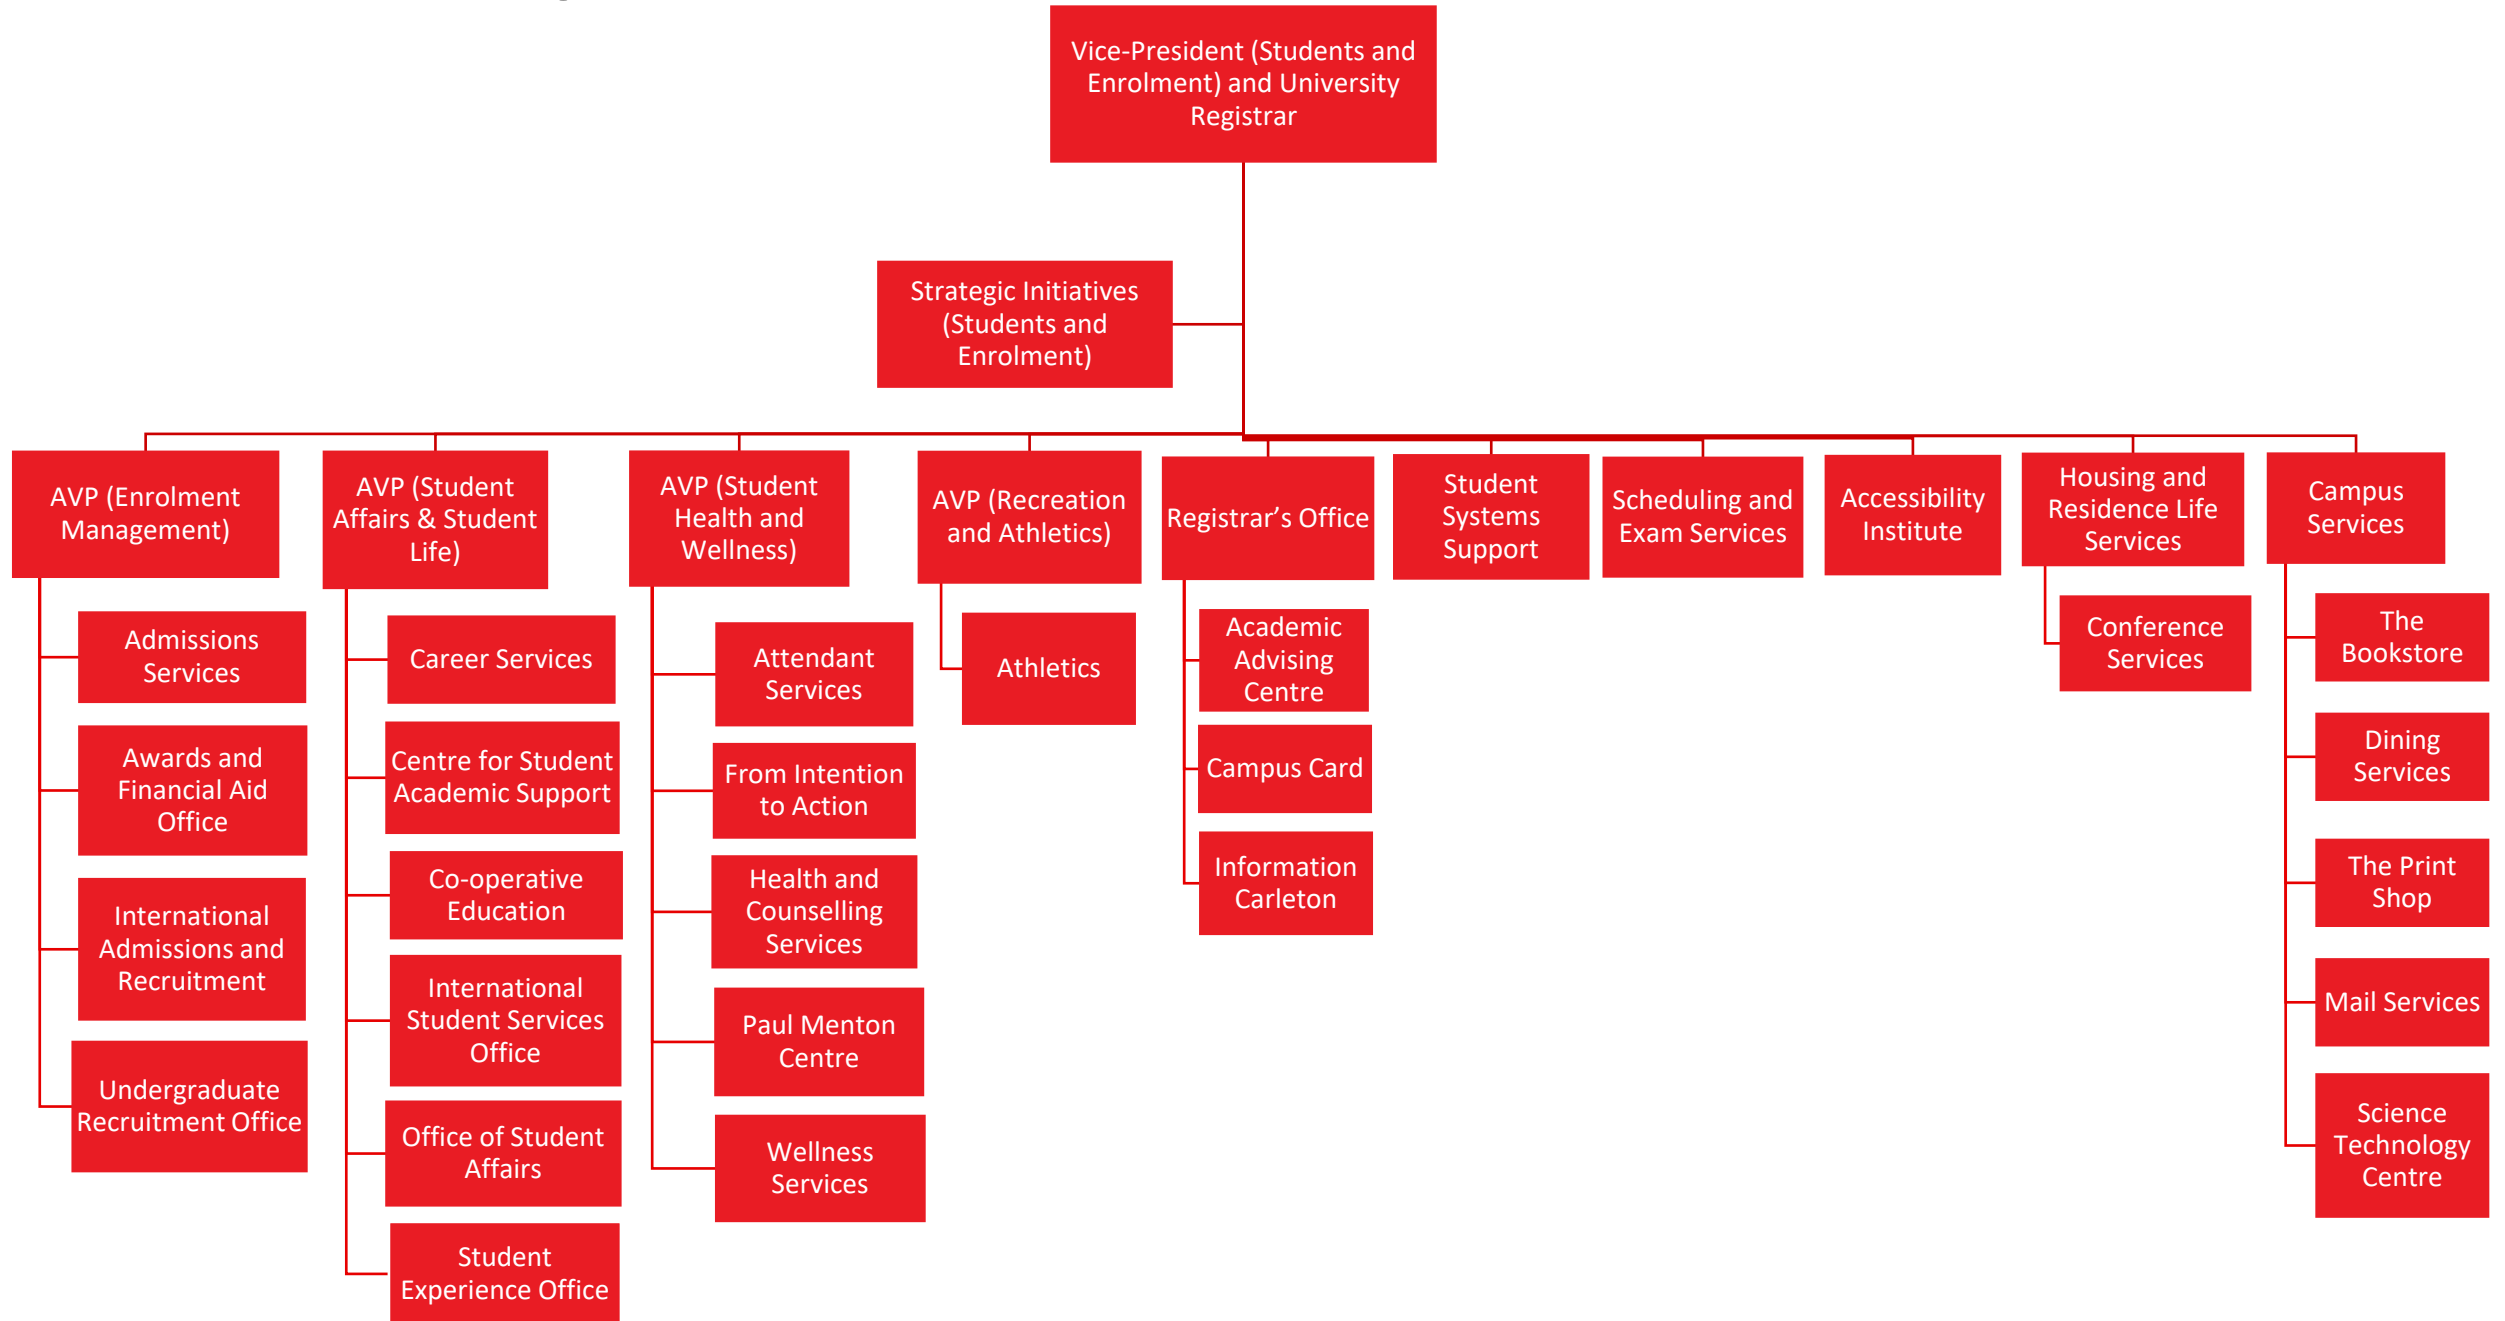 Vice-President (Students and
Enrolment) and University
Registrar
Strategic Initiatives
(Students and
Enrolment)
AVP (Enrolment
Management)
Admissions
Services
Awards and
Financial Aid
Office
International
Admissions and
Recruitment
Undergraduate
Recruitment Office
AVP (Student
Affairs & Student
Life)
Career Services
Centre for Student
Academic Support
Co-operative
Education
International
Student Services
Office
Office of Student
Affairs
Student
Experience Office
AVP (Student
Health and
Wellness)
Attendant
Services
From Intention
to Action
Health and
Counselling
Services
Paul Menton
Centre
Wellness
Services
AVP (Recreation
and Athletics)
Athletics
Registrar’s Office
Academic
Advising
Centre
Campus Card
Information
Carleton
Student
Systems
Support
Scheduling and
Exam Services
Accessibility
Institute
Housing and
Residence Life
Services
Conference
Services
Campus
Services
The
Bookstore
Dining
Services
The Print
Shop
Mail Services
Science
Technology
Centre